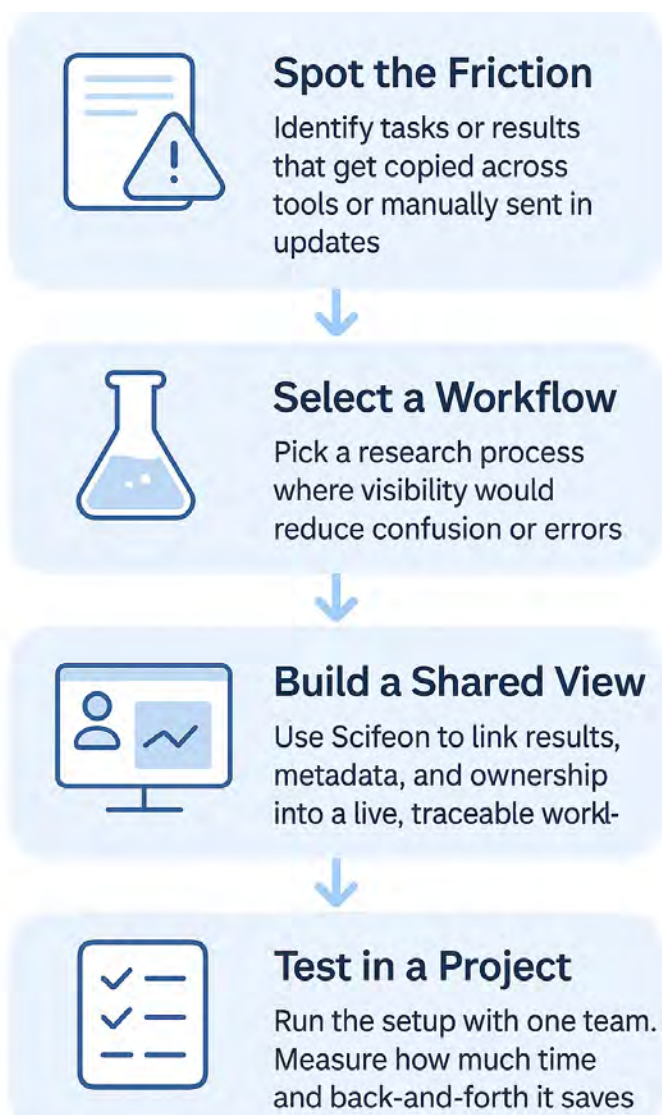 Spot the Friction
Identify tasks or results
that get copied across
tools or manually sent in
updates
Select a Workflow
Pick a research process
where visibility would
reduce confusion or errors
Build a Shared View
Use Scifeon to link results,
metadata, and ownership
into a live, traceable workl-
Test in a Project
Run the setup with one team.
Measure how much time
and back-and-forth it saves